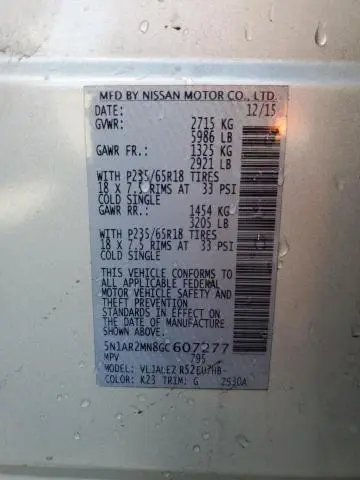 MFD BY NISSAN MOTOR CO., LTD.
DATE: 12/15
GVWR: 2715 KG
5986 LB
GAWR FR: 1325 KG
2921 LB
WITH P235/65R18 TIRES
18 X 7.5 RIMS AT 33 PSI
COLD SINGLE
GAWR RR: 1454 KG
3205 LB
WITH P235/65R18 TIRES
18 X 7.5 RIMS AT 33 PSI
COLD SINGLE
THIS VEHICLE CONFORMS TO
ALL APPLICABLE FEDERAL
MOTOR VEHICLE SAFETY
STANDARDS IN EFFECT ON
THE DATE OF MANUFACTURE
SHOWN ABOVE.
5N1AR2MN8GC607277
MPV 795
MODEL: VLJALEZ R52EU7HB-
COLOR: K23 TRIM: G 2530A